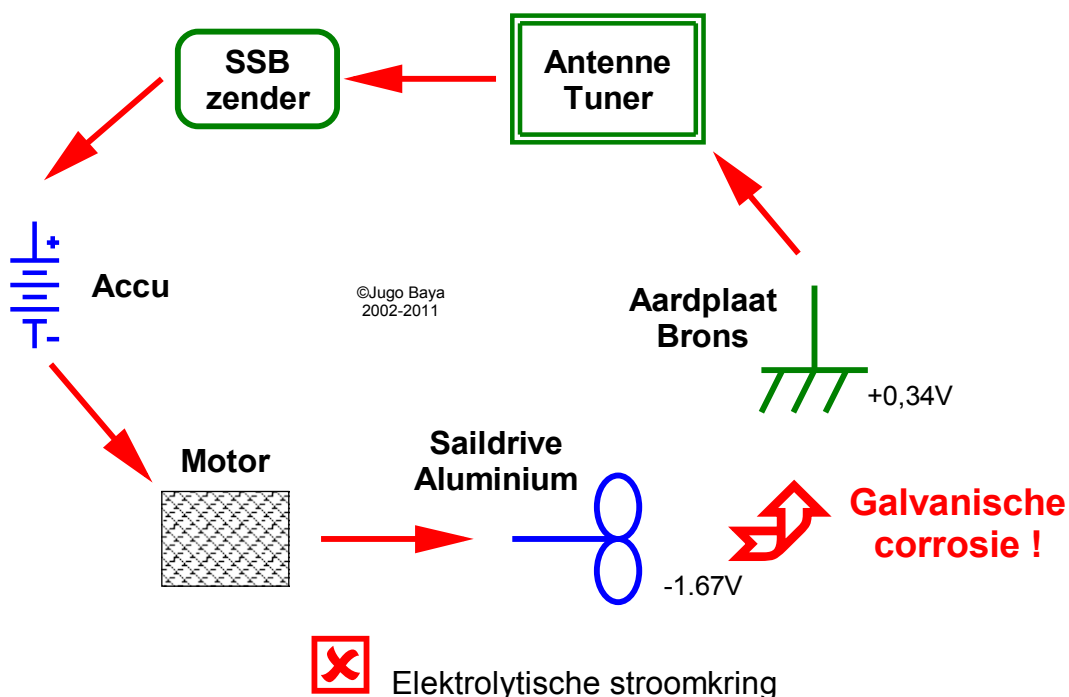 SSB
zender
Antenne
Tuner
+
Accu
-
©Jugo Baya
2002-2011
Aardplaat
Brons
+0,34V
Motor
Saildrive
Aluminium
-1.67V
Galvanische
corrosie !
Elektrolytische stroomkring